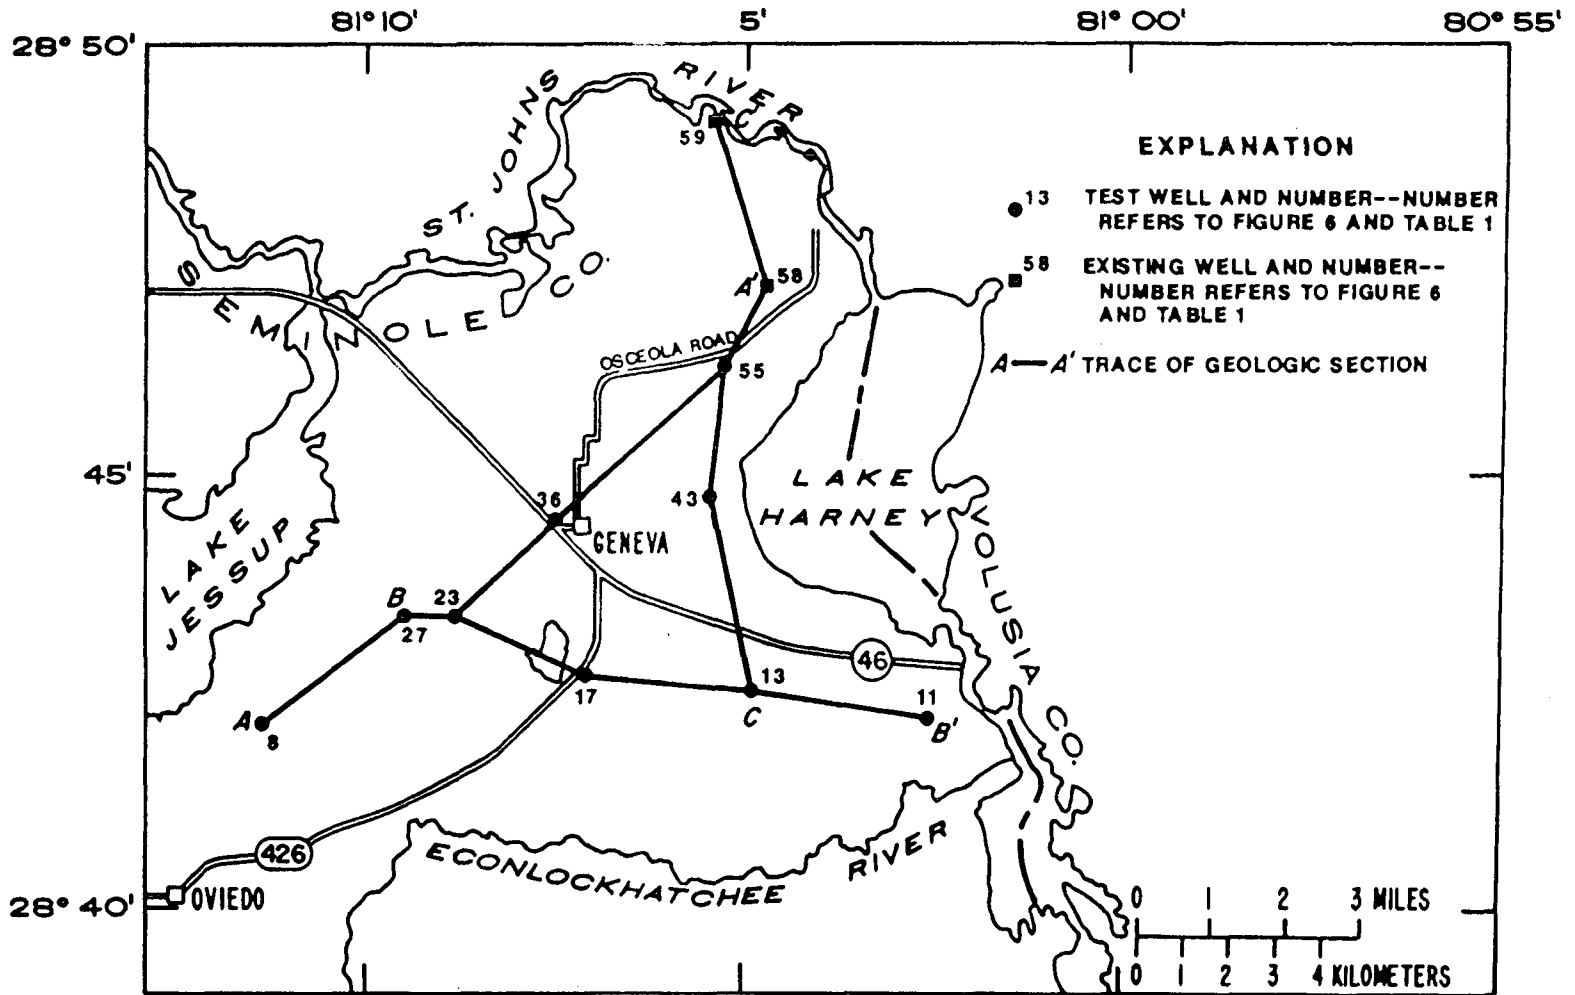 81° 10' 5' 81° 00' 80° 55'
28° 50'
ST. JOHNS RIVER
C'
59
EXPLANATION
13 TEST WELL AND NUMBER--NUMBER
REFERS TO FIGURE 6 AND TABLE 1
58 EXISTING WELL AND NUMBER--
NUMBER REFERS TO FIGURE 6
AND TABLE 1
A—A' TRACE OF GEOLOGIC SECTION
SEMINOLE CO.
A' 58
OSCEOLA ROAD
55
45'
LAKE
HARNEY
43
36
GENEVA
LAKE
JESSUP
VOLUSIA CO.
B 23
27
46
17
13
C
11
B'
A
8
426
ECONLOCKHATCHEE RIVER
OVIEDO
28° 40'
0 1 2 3 MILES
0 1 2 3 4 KILOMETERS